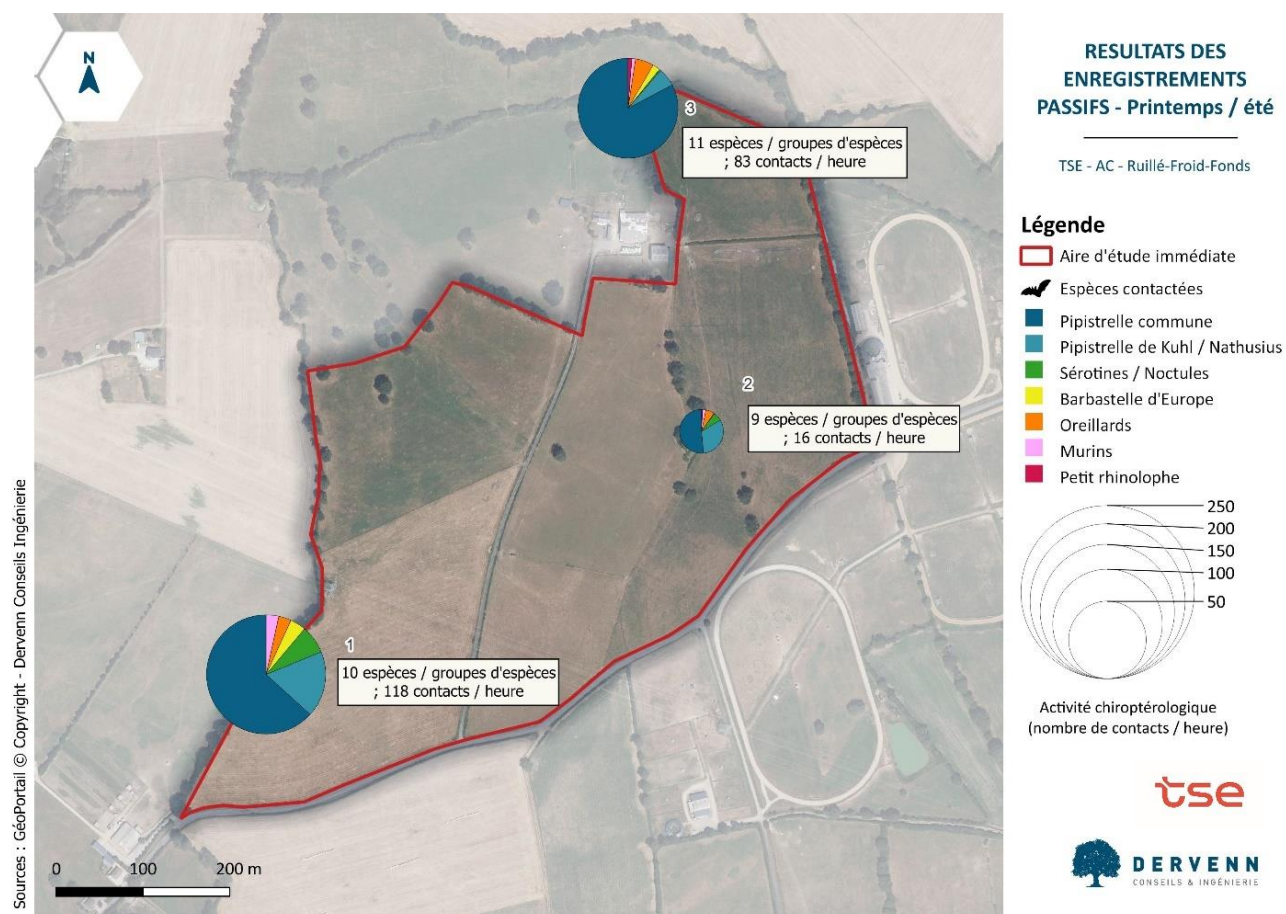 N
3
11 espèces / groupes d'espèces
; 83 contacts / heure
2
9 espèces / groupes d'espèces
; 16 contacts / heure
1
10 espèces / groupes d'espèces
; 118 contacts / heure
0 100 200 m
Sources : GéoPortail © Copyright - Dervenn Conseils Ingénierie
RESULTATS DES
ENREGISTREMENTS
PASSIFS - Printemps / été
TSE - AC - Ruillé-Froid-Fonds
Légende
Aire d'étude immédiate
Espèces contactées
Pipistrelle commune
Pipistrelle de Kuhl / Nathusius
Sérotines / Noctules
Barbastelle d'Europe
Oreillards
Murins
Petit rhinolophe
250
200
150
100
50
Activité chiroptérologique
(nombre de contacts / heure)
tse
DERVENN
CONSEILS & INGÉNIERIE